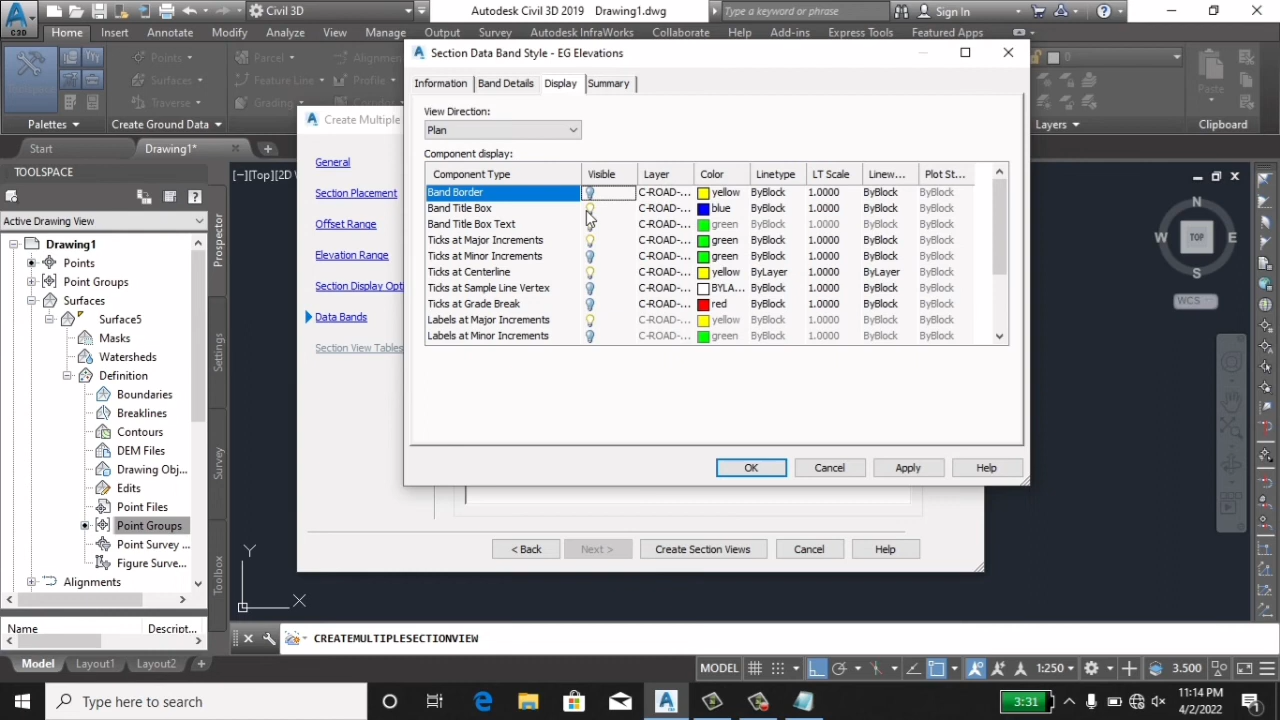 C3D Civil 3D Autodesk Civil 3D 2019 Drawing1.dwg Type a keyword or phrase Sign In
Home Insert Annotate Modify Analyze View Manage Output Survey Autodesk InfraWorks Collaborate Help Add-ins Express Tools Featured Apps
Section Data Band Style - EG Elevations
Points Parcel Alignment 0
Surfaces Feature Line Profile Paste
Traverse Grading Corridor
Palettes Create Ground Data Layers Clipboard
Information Band Details Display Summary
View Direction:
Plan
Create Multiple
Start Drawing1* [−][Top][2D
TOOLSPACE
Active Drawing View
Prospector
Settings
Survey
Toolbox
Drawing1
Points
Point Groups
Surfaces
Surface5
Masks
Watersheds
Definition
Boundaries
Breaklines
Contours
DEM Files
Drawing Obj...
Edits
Point Files
Point Groups
Point Survey ...
Figure Surve...
Alignments
Name Descript...
General
Section Placement
Offset Range
Elevation Range
Section Display Opti
Data Bands
Section View Tables
Component display:
Component Type Visible Layer Color Linetype LT Scale Linew... Plot St...
Band Border C-ROAD-... yellow ByBlock 1.0000 ByBlock ByBlock
Band Title Box C-ROAD-... blue ByBlock 1.0000 ByBlock ByBlock
Band Title Box Text C-ROAD-... green ByBlock 1.0000 ByBlock ByBlock
Ticks at Major Increments C-ROAD-... green ByBlock 1.0000 ByBlock ByBlock
Ticks at Minor Increments C-ROAD-... green ByBlock 1.0000 ByBlock ByBlock
Ticks at Centerline C-ROAD-... yellow ByLayer 1.0000 ByLayer ByBlock
Ticks at Sample Line Vertex C-ROAD-... BYLA... ByBlock 1.0000 ByBlock ByBlock
Ticks at Grade Break C-ROAD-... red ByBlock 1.0000 ByBlock ByBlock
Labels at Major Increments C-ROAD-... yellow ByBlock 1.0000 ByBlock ByBlock
Labels at Minor Increments C-ROAD-... green ByBlock 1.0000 ByBlock ByBlock
OK Cancel Apply Help
< Back Next > Create Section Views Cancel Help
N
W TOP E
S
WCS
Y
X
CREATEMULTIPLESECTIONVIEW
Model Layout1 Layout2 + MODEL 1:250 3.500
Type here to search 3:31 11:14 PM
4/2/2022